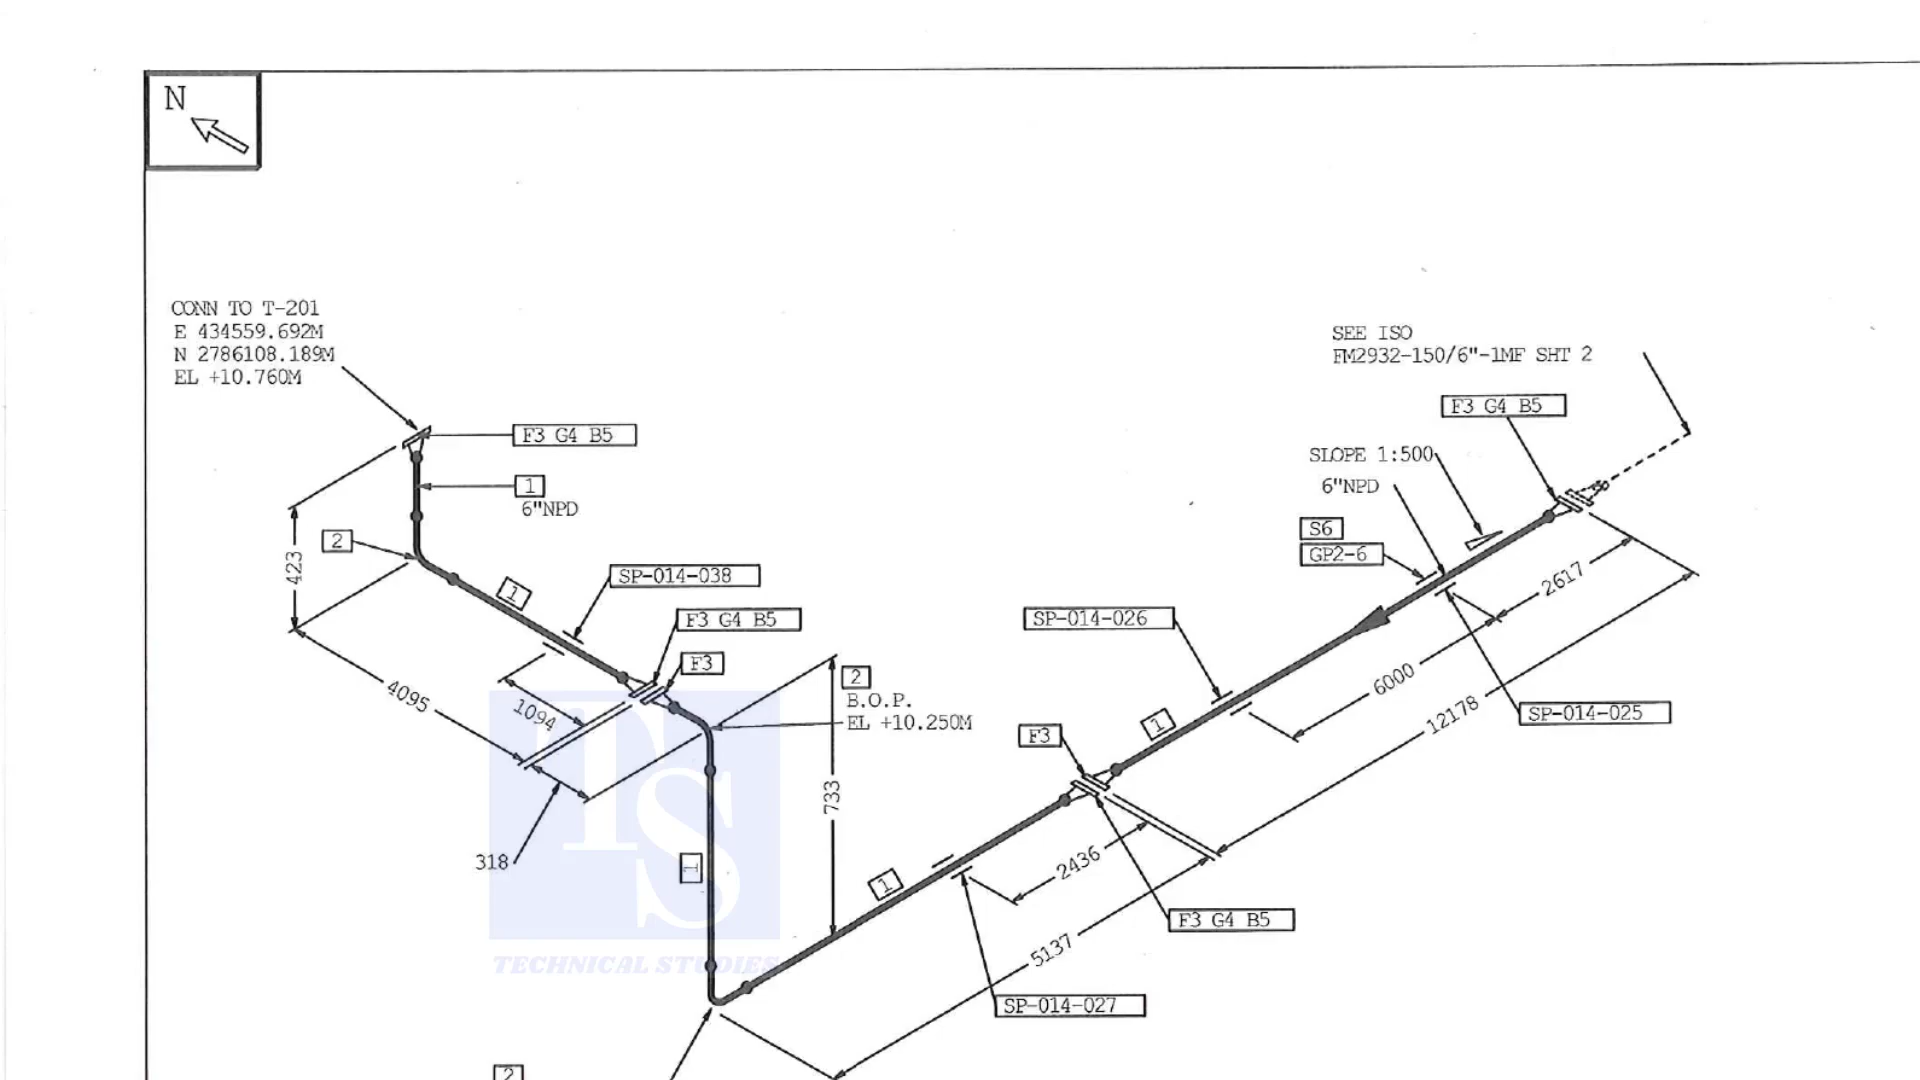 N
CONN TO T-201
E 434559.692M
N 2786108.189M
EL +10.760M
F3 G4 B5
1
6"NPD
2
423
1
SP-014-038
F3 G4 B5
F3
4095
1094
318
2
B.O.P.
EL +10.250M
733
1
SEE ISO
FM2932-150/6"-1MF SHT 2
F3 G4 B5
SLOPE 1:500
6"NPD
S6
GP2-6
2617
SP-014-026
6000
12178
SP-014-025
1
F3
2436
1
F3 G4 B5
5137
SP-014-027
2
TS
TECHNICAL STUDIES